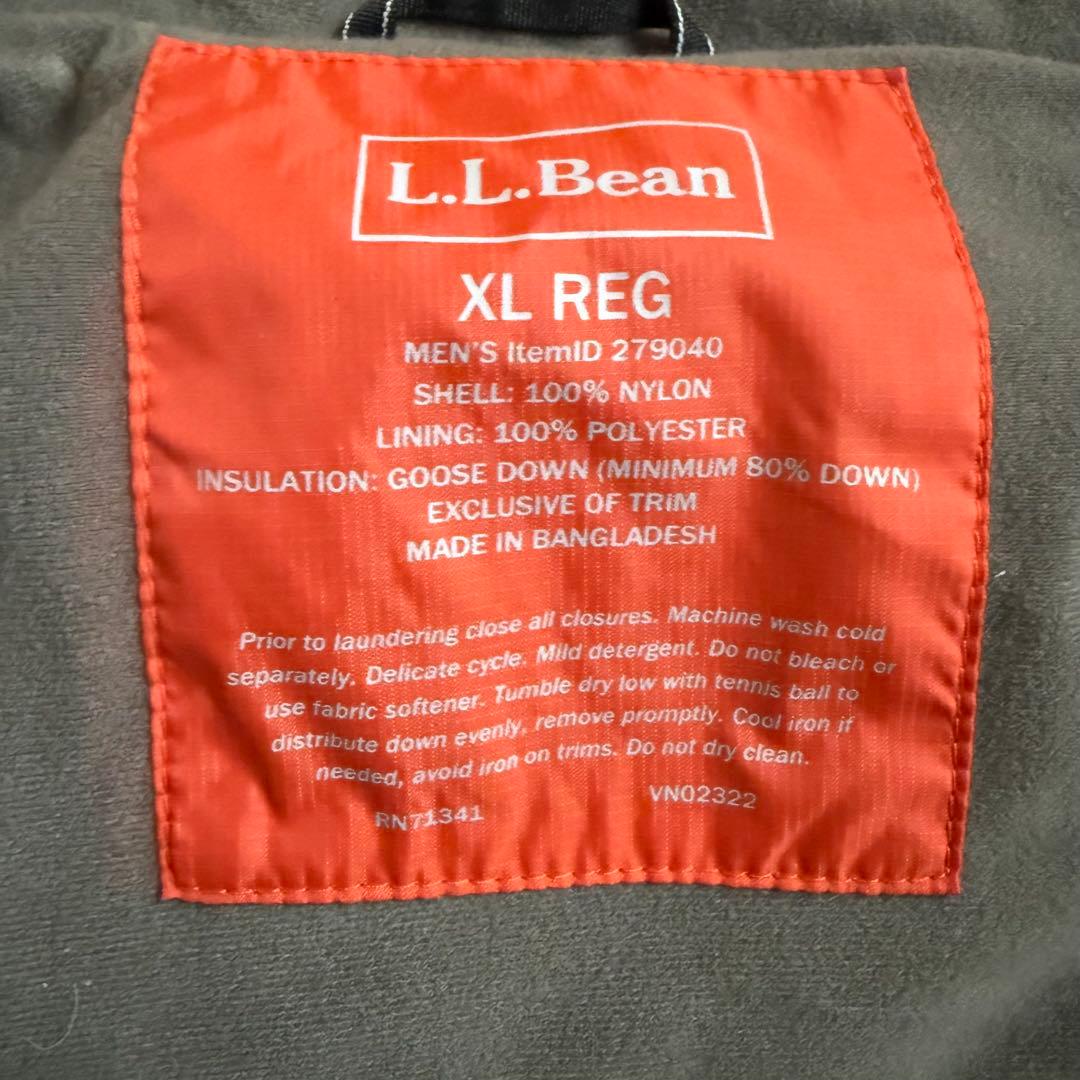 L.L.Bean
XL REG
MEN'S ItemID 279040
SHELL: 100% NYLON
LINING: 100% POLYESTER
INSULATION: GOOSE DOWN (MINIMUM 80% DOWN)
EXCLUSIVE OF TRIM
MADE IN BANGLADESH
Prior to laundering close all closures. Machine wash cold
separately. Delicate cycle. Mild detergent. Do not bleach or
use fabric softener. Tumble dry low with tennis ball to
distribute down evenly, remove promptly. Cool iron if
needed, avoid iron on trims. Do not dry clean.
RN71341 VN02322